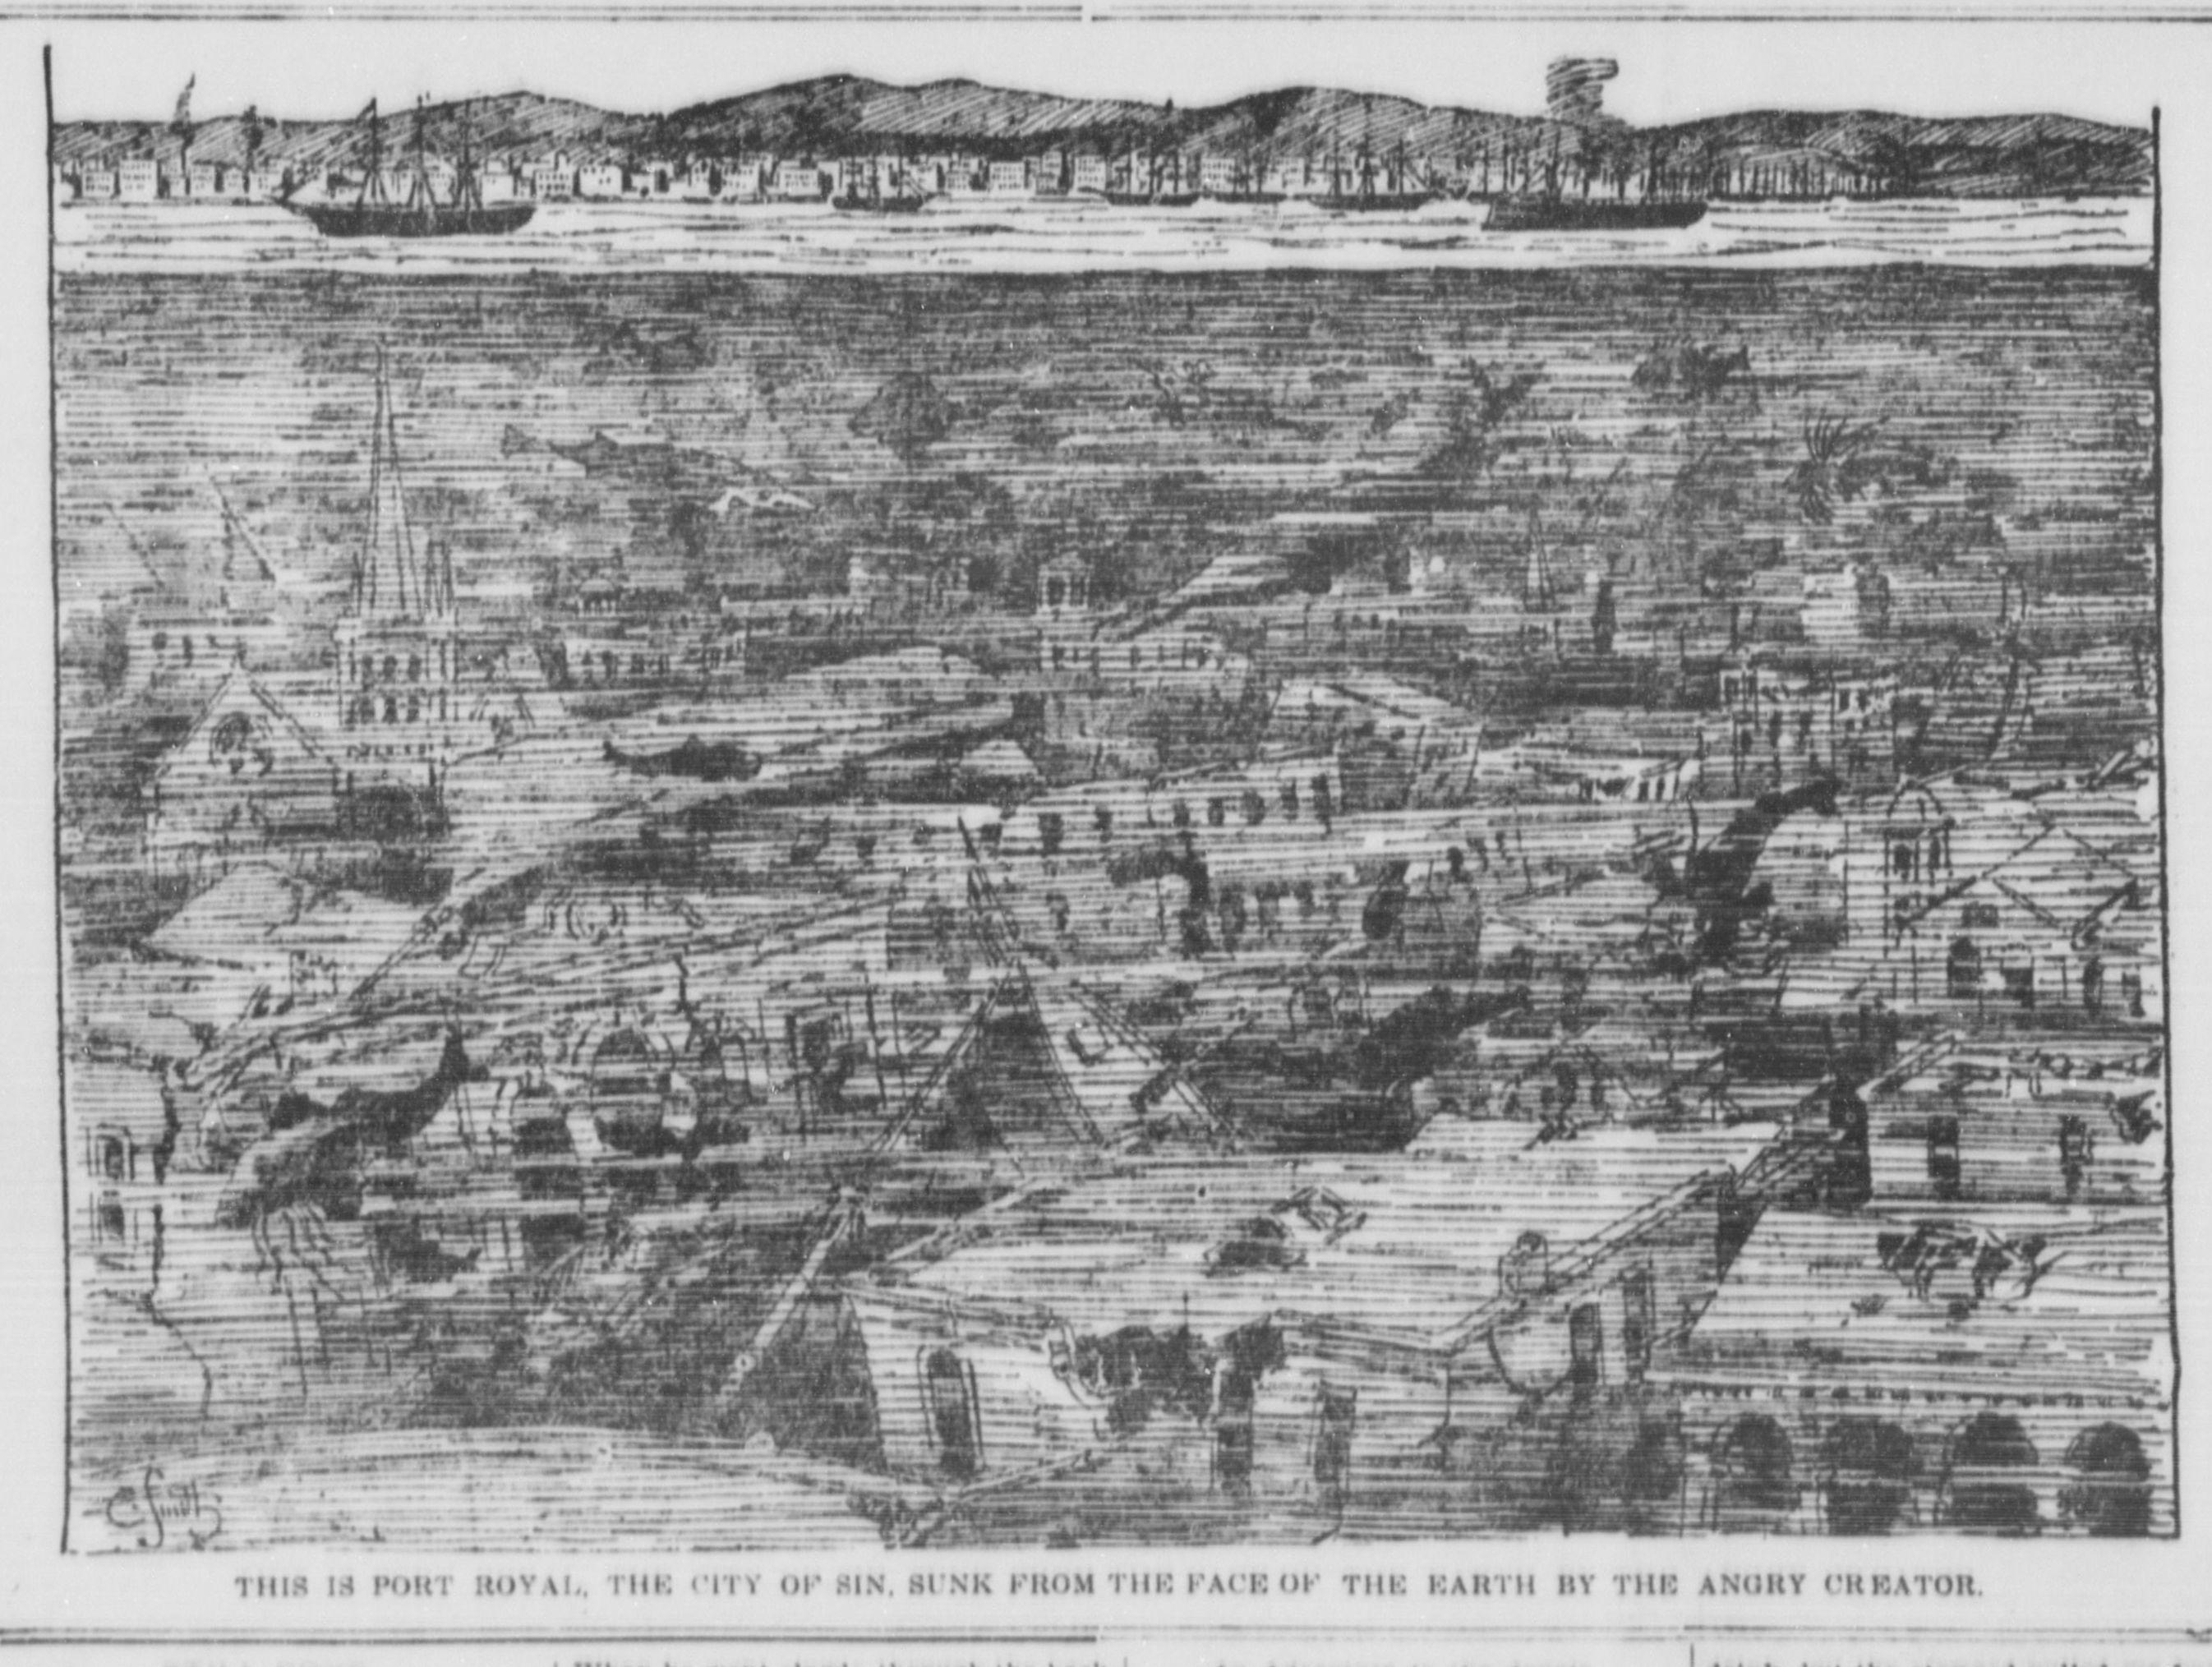 C. Smith
THIS IS PORT ROYAL, THE CITY OF SIN, SUNK FROM THE FACE OF THE EARTH BY THE ANGRY CREATOR.